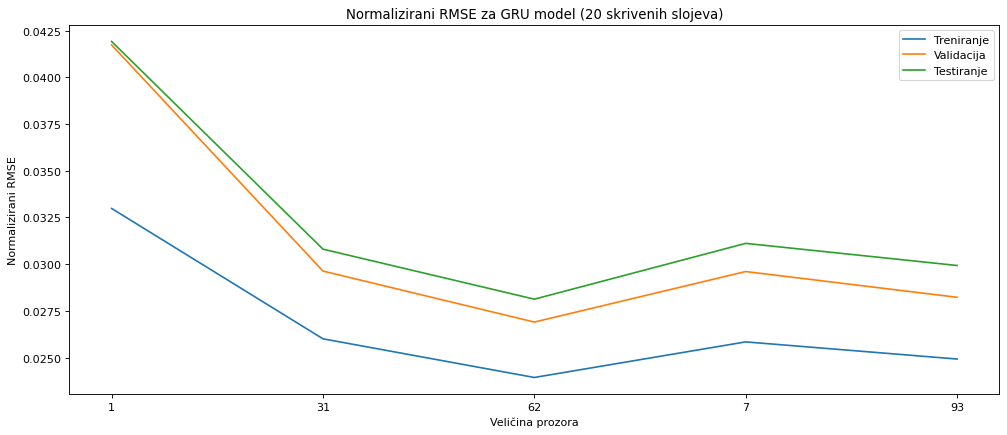 Normalizirani RMSE za GRU model (20 skrivenih slojeva)
Treniranje
Validacija
Testiranje
Normalizirani RMSE
0.0425
0.0400
0.0375
0.0350
0.0325
0.0300
0.0275
0.0250
1 31 62 7 93
Veličina prozora